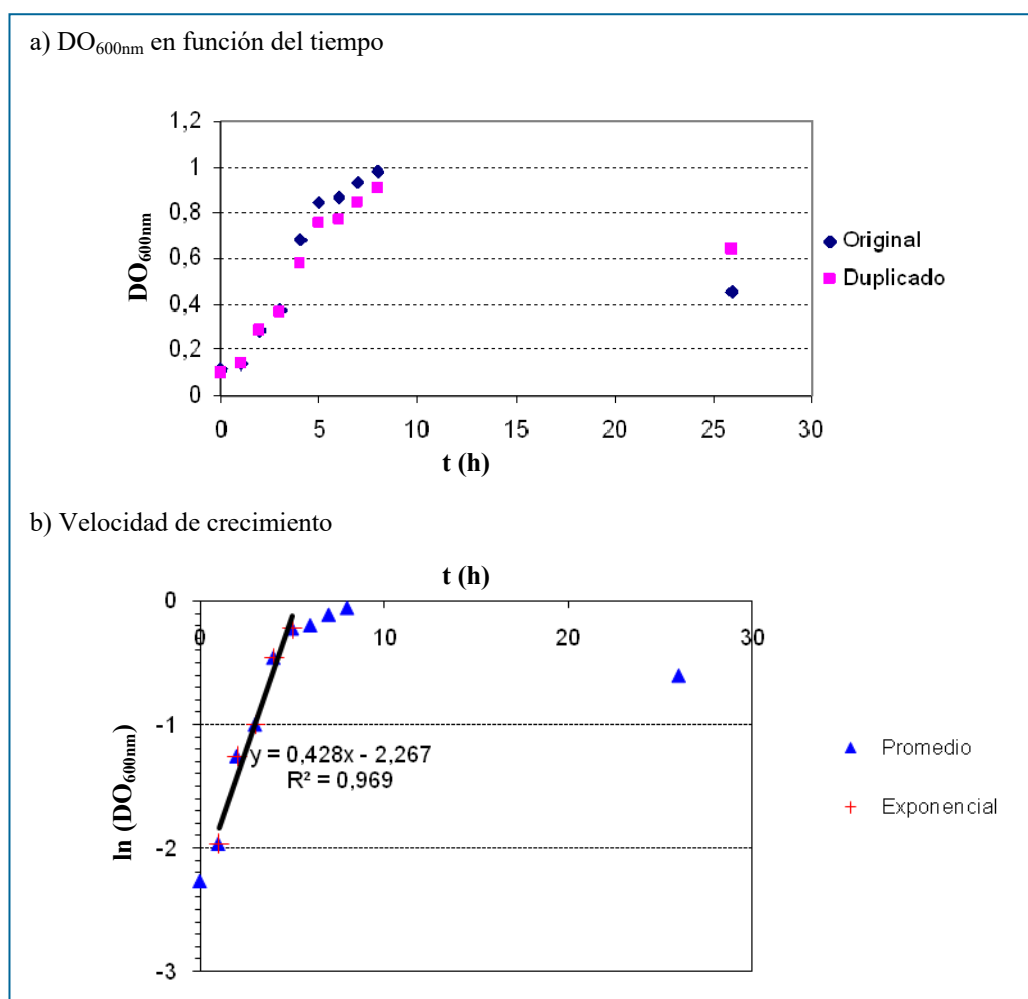 a) DO600nm en función del tiempo
1,2
1
0,8
0,6
0,4
0,2
0
DO600nm
0 5 10 15 20 25 30
t (h)
Original
Duplicado
b) Velocidad de crecimiento
t (h)
0 10 20 30
0
-1
-2
-3
ln (DO600nm)
y = 0,428x - 2,267
R² = 0,969
Promedio
Exponencial